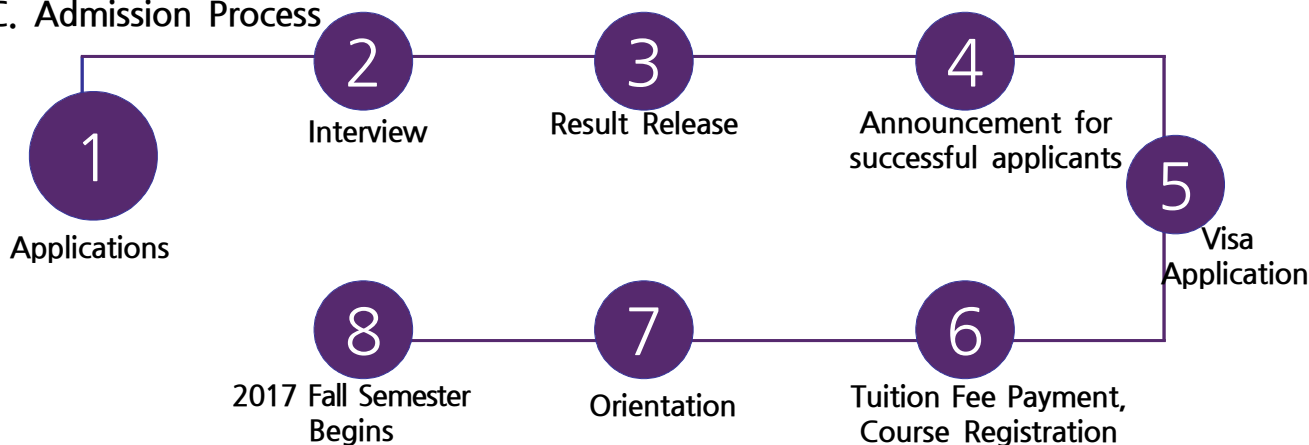 C. Admission Process
1
Applications
2
Interview
3
Result Release
4
Announcement for
successful applicants
5
Visa
Application
6
Tuition Fee Payment,
Course Registration
7
Orientation
8
2017 Fall Semester
Begins